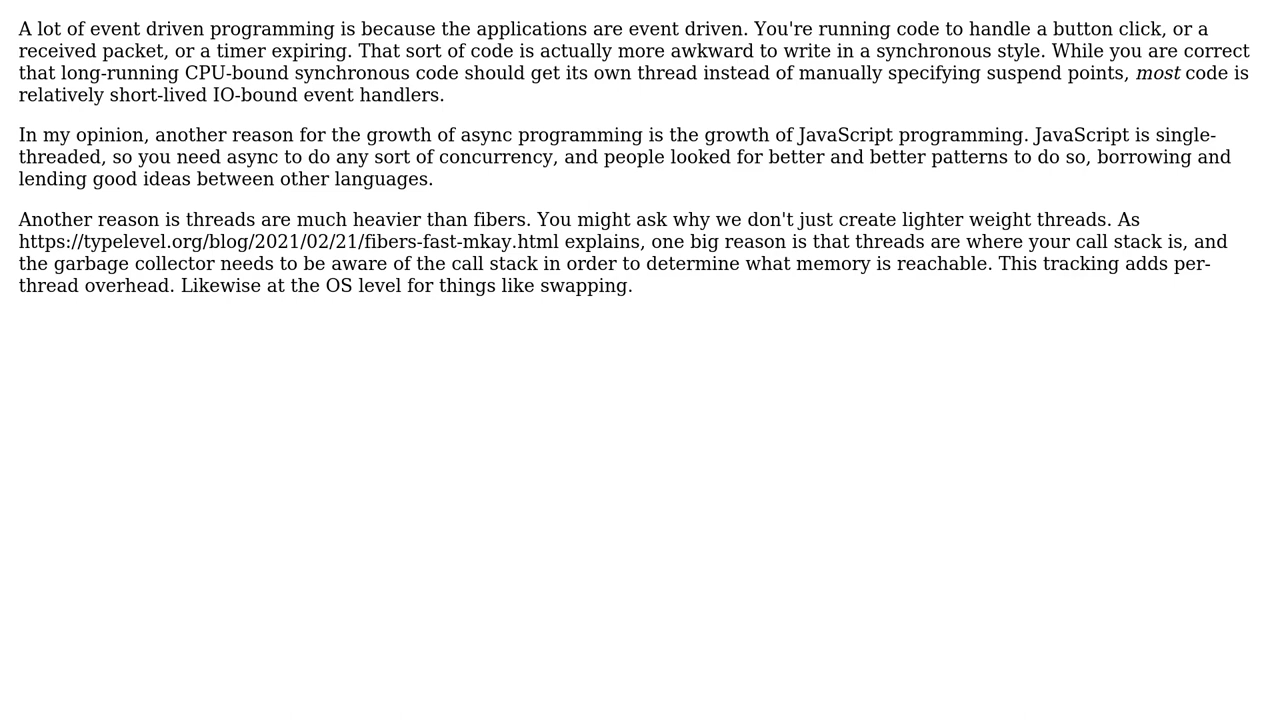 A lot of event driven programming is because the applications are event driven. You're running code to handle a button click, or a
received packet, or a timer expiring. That sort of code is actually more awkward to write in a synchronous style. While you are correct
that long-running CPU-bound synchronous code should get its own thread instead of manually specifying suspend points, most code is
relatively short-lived IO-bound event handlers.
In my opinion, another reason for the growth of async programming is the growth of JavaScript programming. JavaScript is single-
threaded, so you need async to do any sort of concurrency, and people looked for better and better patterns to do so, borrowing and
lending good ideas between other languages.
Another reason is threads are much heavier than fibers. You might ask why we don't just create lighter weight threads. As
https://typelevel.org/blog/2021/02/21/fibers-fast-mkay.html explains, one big reason is that threads are where your call stack is, and
the garbage collector needs to be aware of the call stack in order to determine what memory is reachable. This tracking adds per-
thread overhead. Likewise at the OS level for things like swapping.